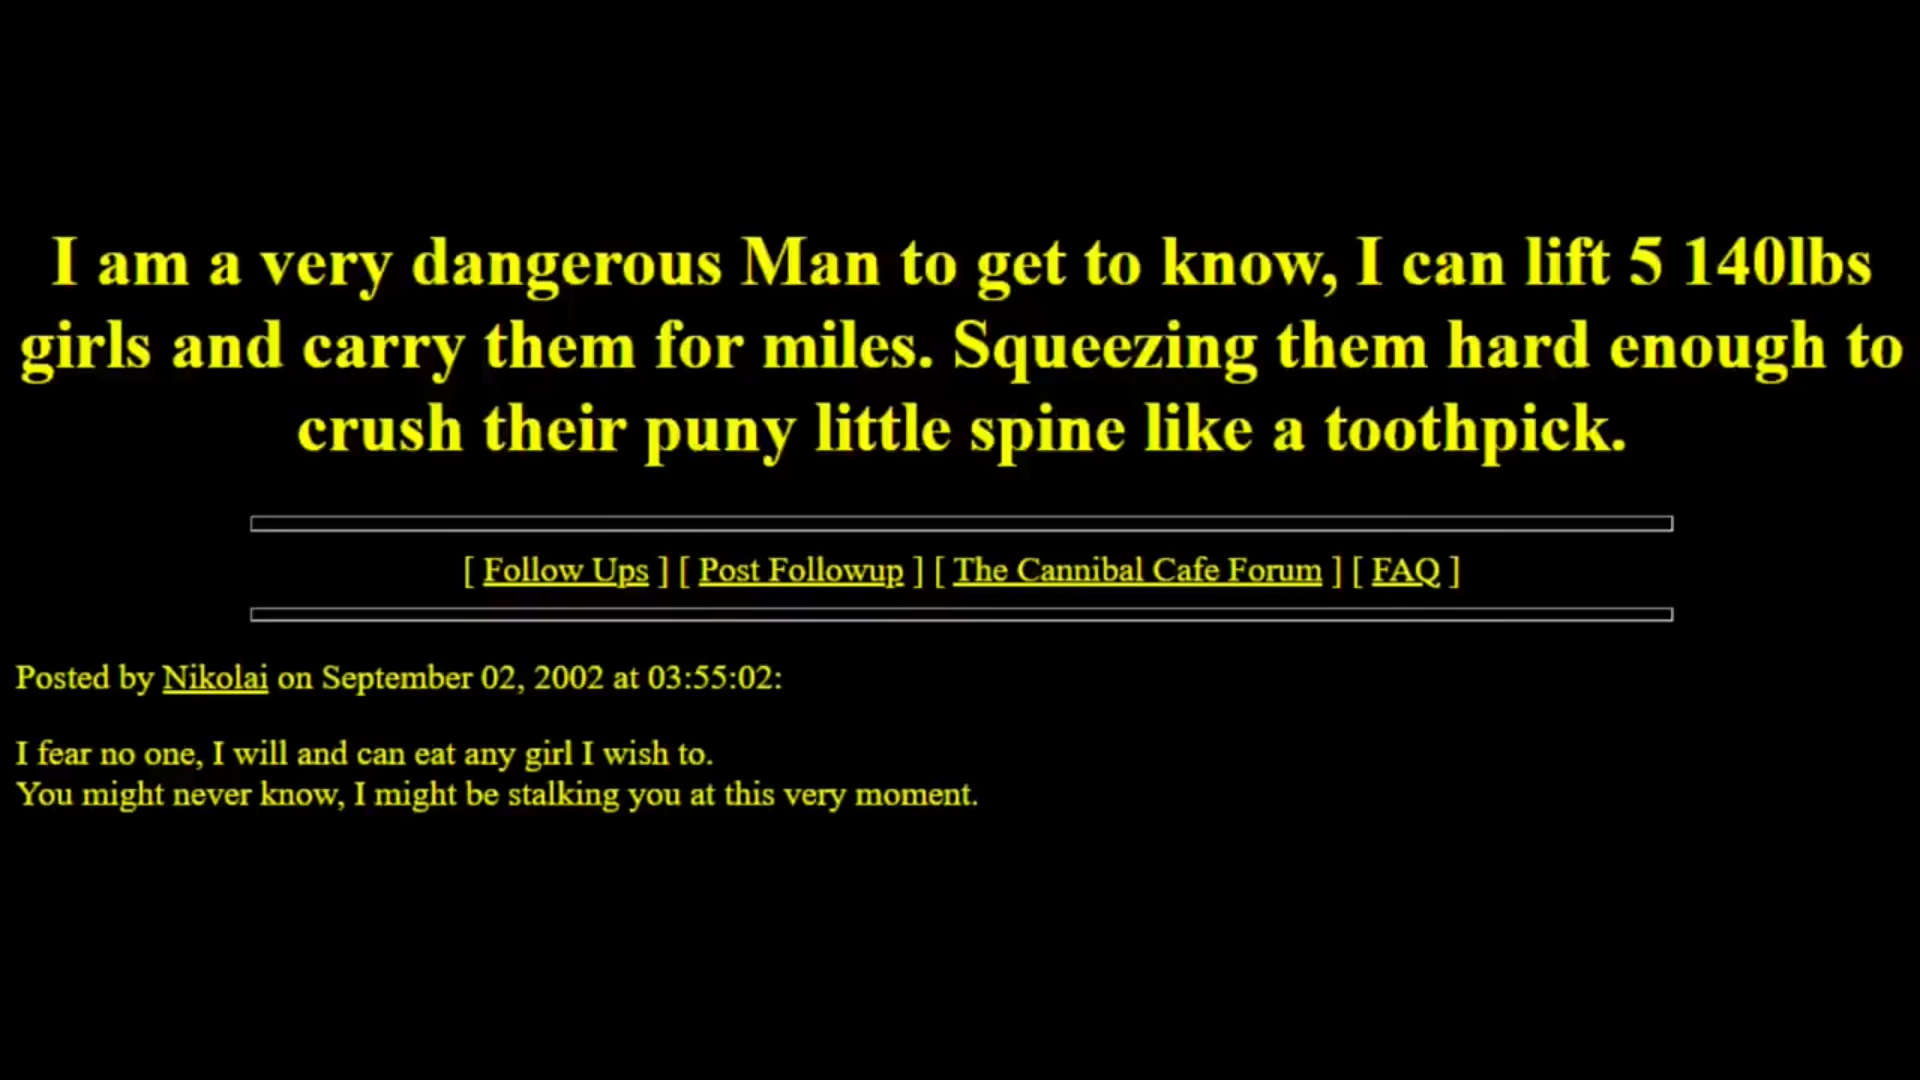 I am a very dangerous Man to get to know, I can lift 5 140lbs
girls and carry them for miles. Squeezing them hard enough to
crush their puny little spine like a toothpick.
[ Follow Ups ] [ Post Followup ] [ The Cannibal Cafe Forum ] [ FAQ ]
Posted by Nikolai on September 02, 2002 at 03:55:02:
I fear no one, I will and can eat any girl I wish to.
You might never know, I might be stalking you at this very moment.